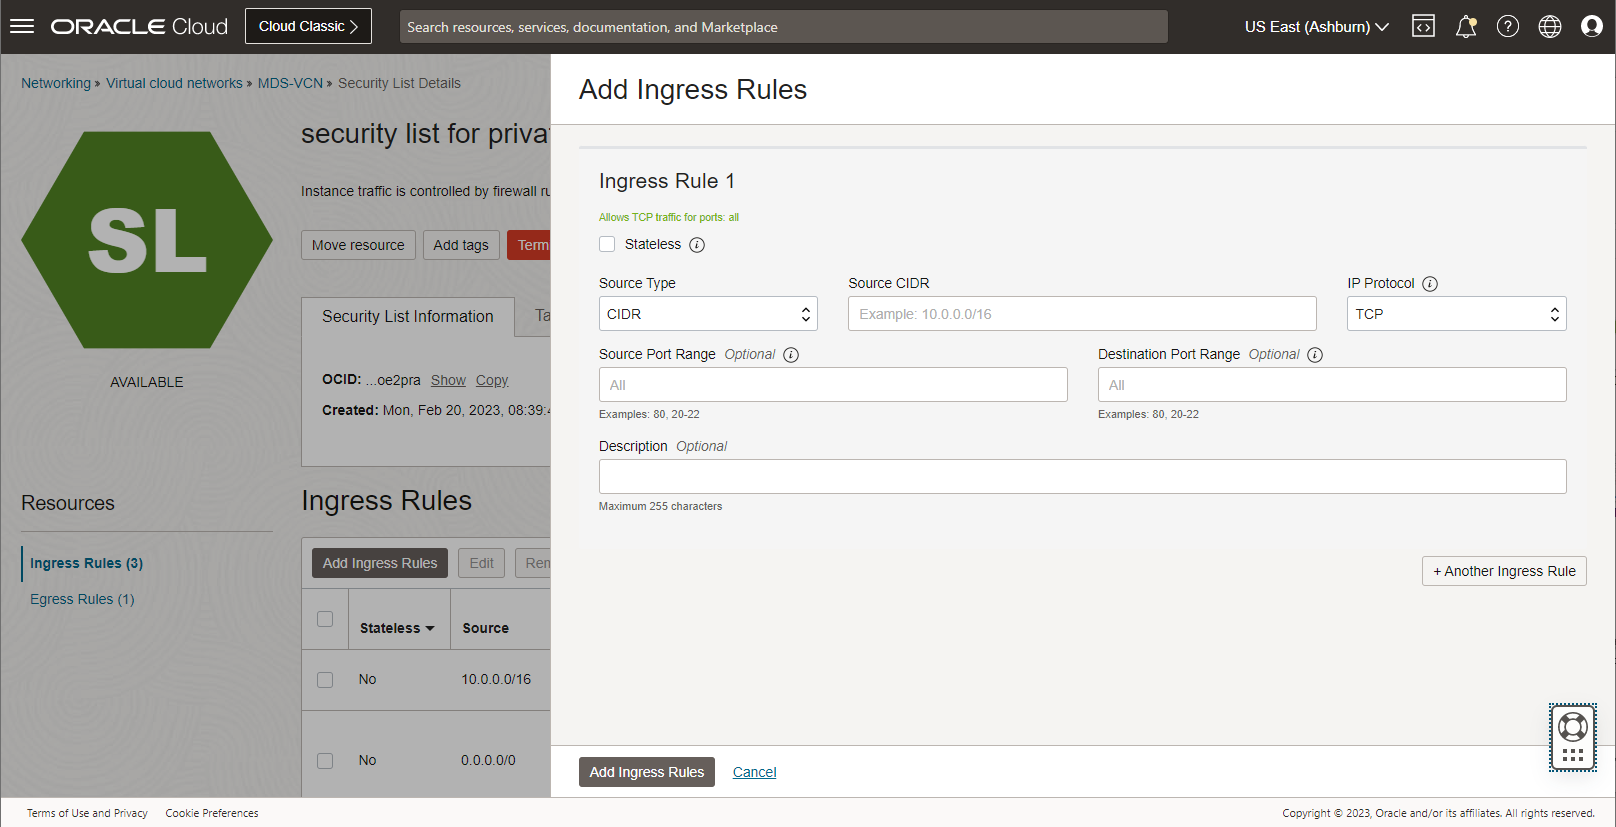 ORACLE Cloud
Cloud Classic
Search resources, services, documentation, and Marketplace
US East (Ashburn)
Networking » Virtual cloud networks » MDS-VCN » Security List Details
SL
AVAILABLE
security list for priva
Instance traffic is controlled by firewall ru
Move resource
Add tags
Term
Security List Information
Ta
OCID: ...oe2pra Show Copy
Created: Mon, Feb 20, 2023, 08:39:4
Resources
Ingress Rules (3)
Egress Rules (1)
Ingress Rules
Add Ingress Rules
Edit
Ren
Stateless
Source
No
10.0.0.0/16
No
0.0.0.0/0
Add Ingress Rules
Ingress Rule 1
Allows TCP traffic for ports: all
Stateless
Source Type
CIDR
Source CIDR
Example: 10.0.0.0/16
IP Protocol
TCP
Source Port Range Optional
All
Examples: 80, 20-22
Destination Port Range Optional
All
Examples: 80, 20-22
Description Optional
Maximum 255 characters
+ Another Ingress Rule
Add Ingress Rules
Cancel
Terms of Use and Privacy
Cookie Preferences
Copyright © 2023, Oracle and/or its affiliates. All rights reserved.